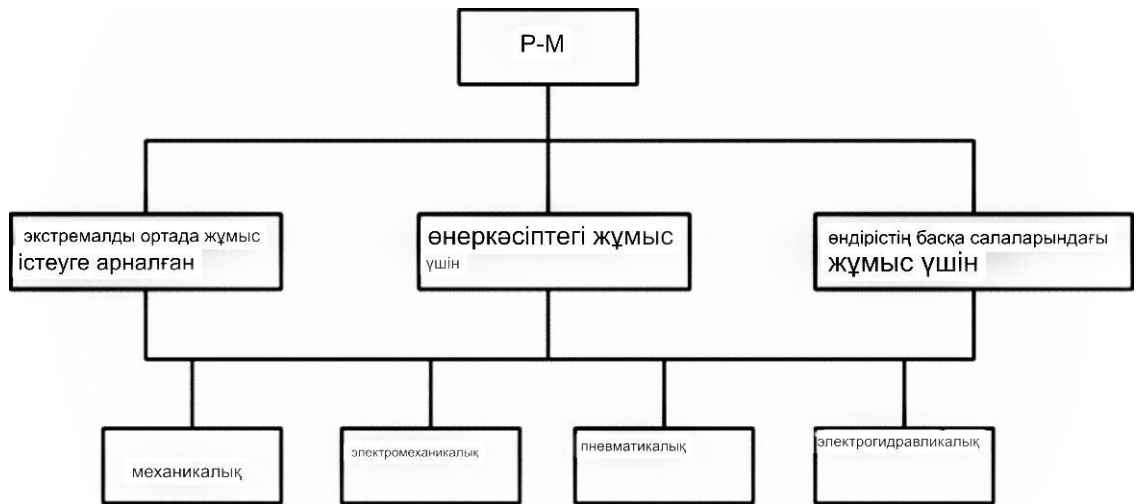 Р-М
экстремалды ортада жұмыс
істеуге арналған
өнеркәсіптегі жұмыс
үшін
өндірістің басқа салаларындағы
жұмыс үшін
механикалық
электромеханикалық
пневматикалық
электрогидравликалық